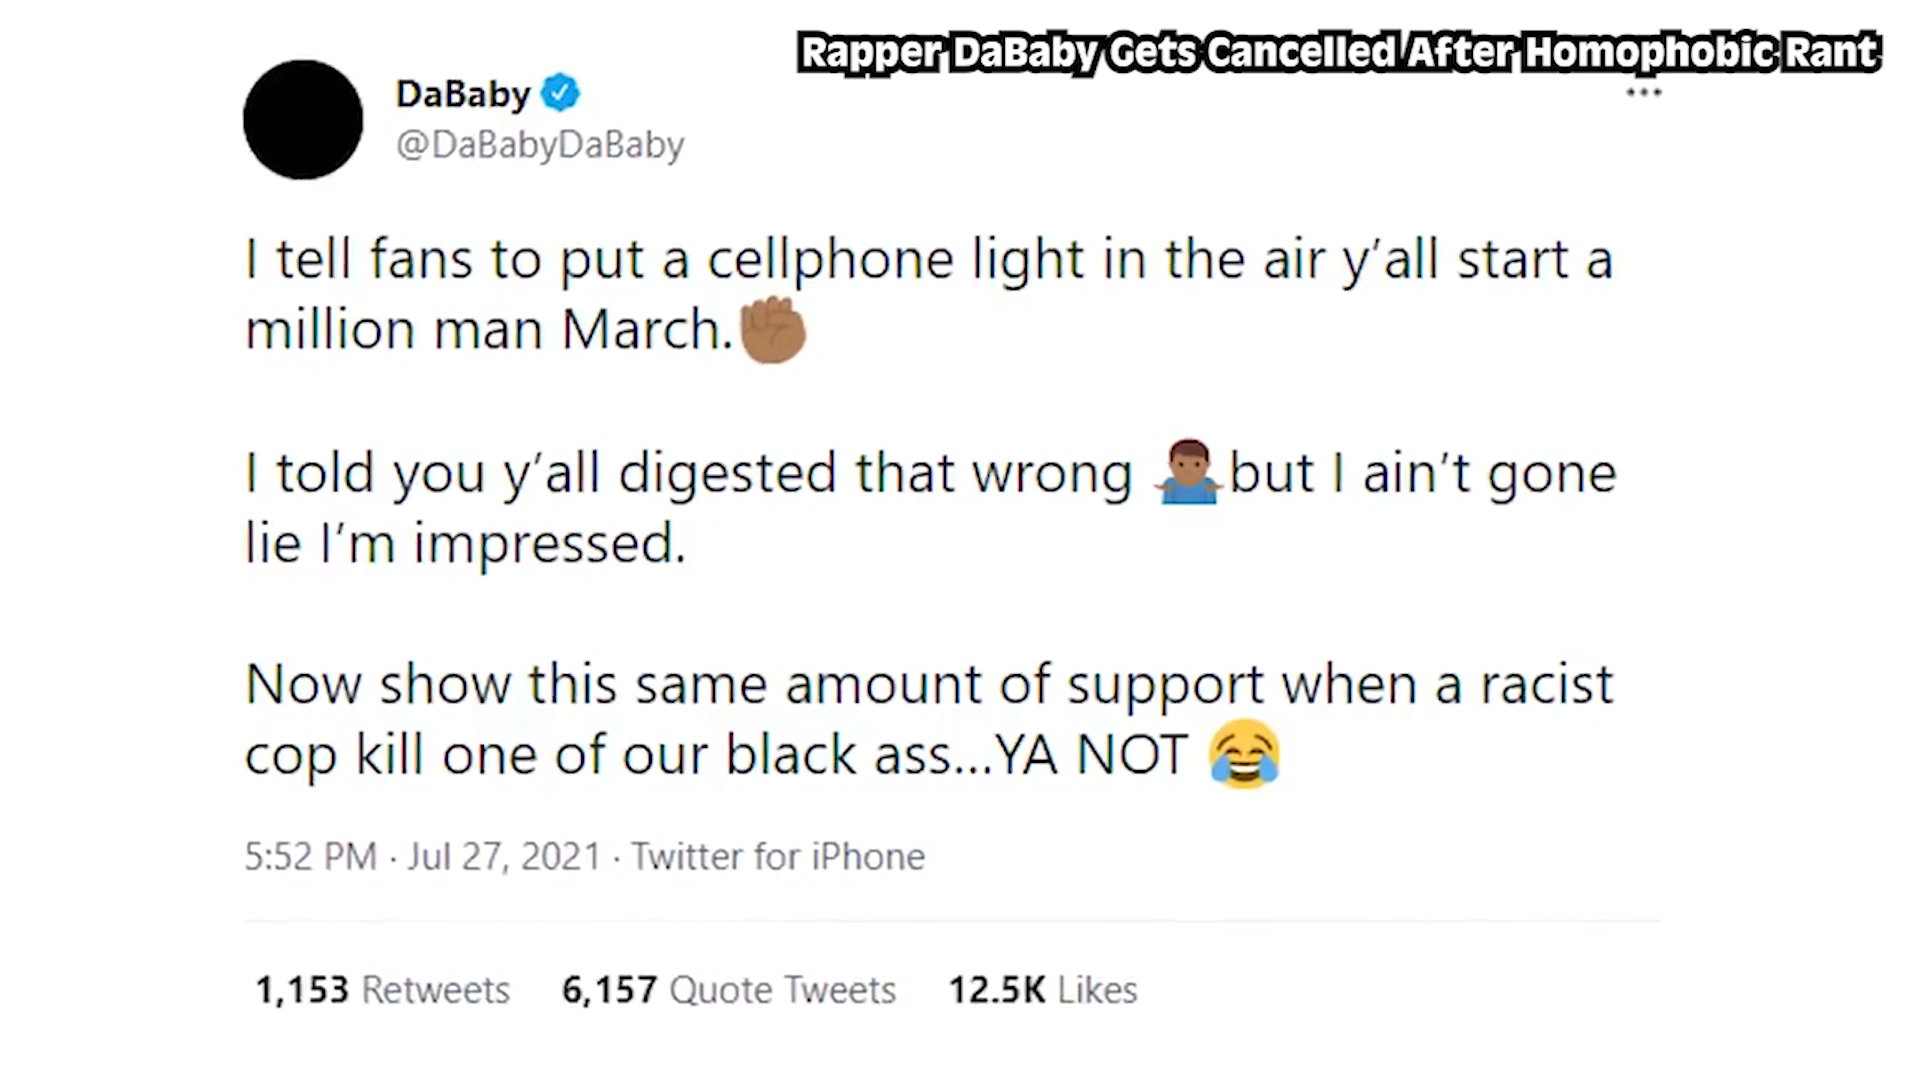 Rapper DaBaby Gets Cancelled After Homophobic Rant
DaBaby
@DaBabyDaBaby
I tell fans to put a cellphone light in the air y’all start a
million man March.✊🏾
I told you y’all digested that wrong 🤷🏾‍♂️but I ain’t gone
lie I’m impressed.
Now show this same amount of support when a racist
cop kill one of our black ass...YA NOT 😂
5:52 PM · Jul 27, 2021 · Twitter for iPhone
1,153 Retweets 6,157 Quote Tweets 12.5K Likes